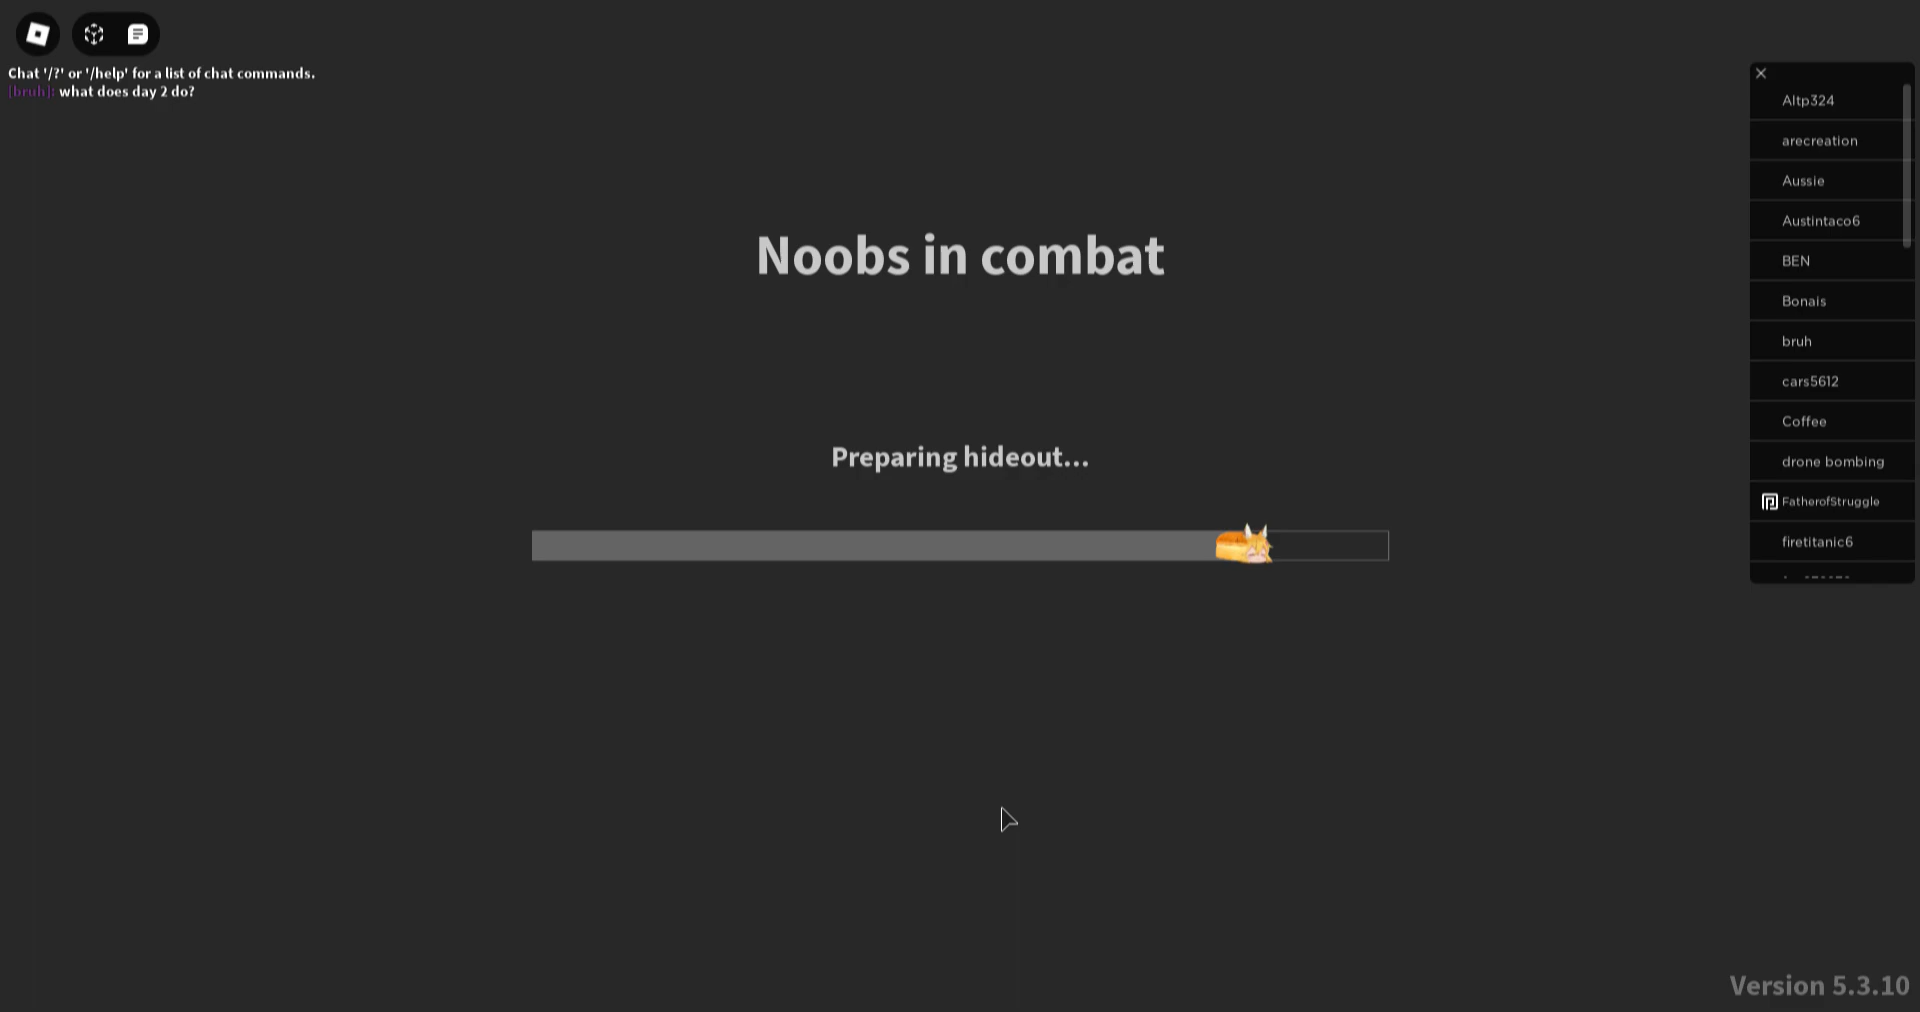 Chat '/?' or '/help' for a list of chat commands.
[bruh]: what does day 2 do?
Noobs in combat
Preparing hideout...
Altp324
arecreation
Aussie
Austintaco6
BEN
Bonais
bruh
cars5612
Coffee
drone bombing
FatherofStruggle
firetitanic6
Version 5.3.10